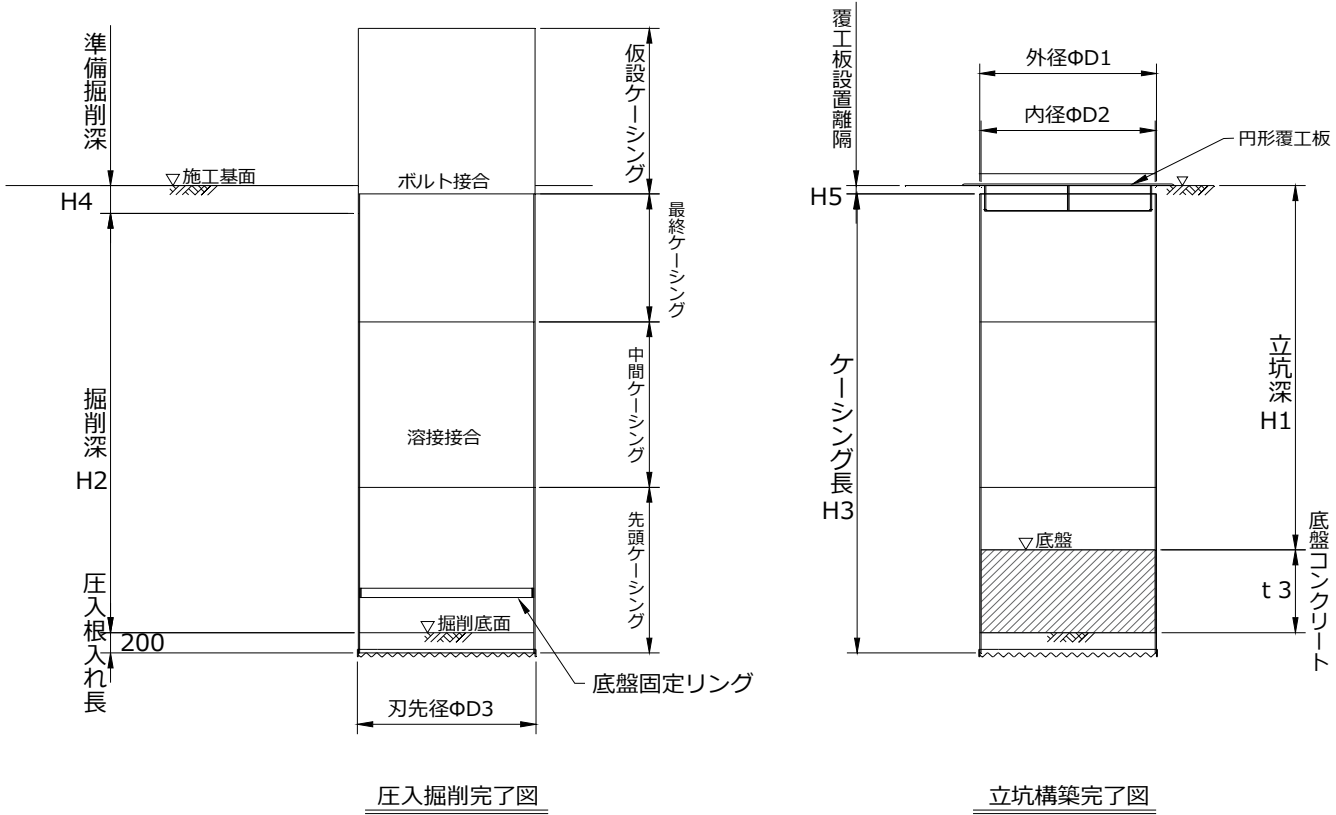 準備掘削深
H4
掘削深
H2
圧入根入れ長
200
施工基面
ボルト接合
溶接接合
掘削底面
仮設ケーシング
最終ケーシング
中間ケーシング
先頭ケーシング
底盤固定リング
刃先径ΦD3
圧入掘削完了図
覆工板設置離隔
H5
ケーシング長
H3
外径ΦD1
内径ΦD2
円形覆工板
立坑深
H1
底盤
t 3
底盤コンクリート
立坑構築完了図